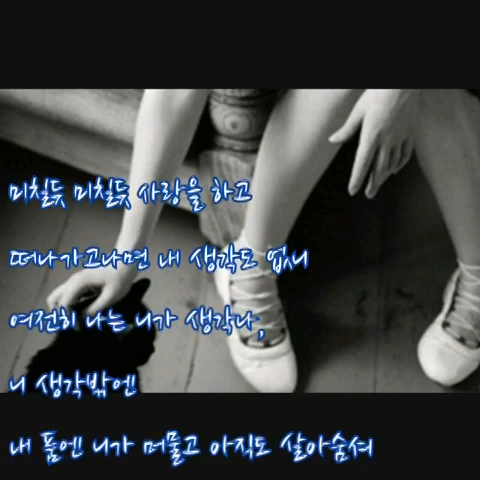 미칠듯 미칠듯 사랑을 하고
떠나가고나면 내 생각도 없니
여전히 나는 니가 생각나,
니 생각밖엔
내 품엔 니가 머물고 아직도 살아숨셔